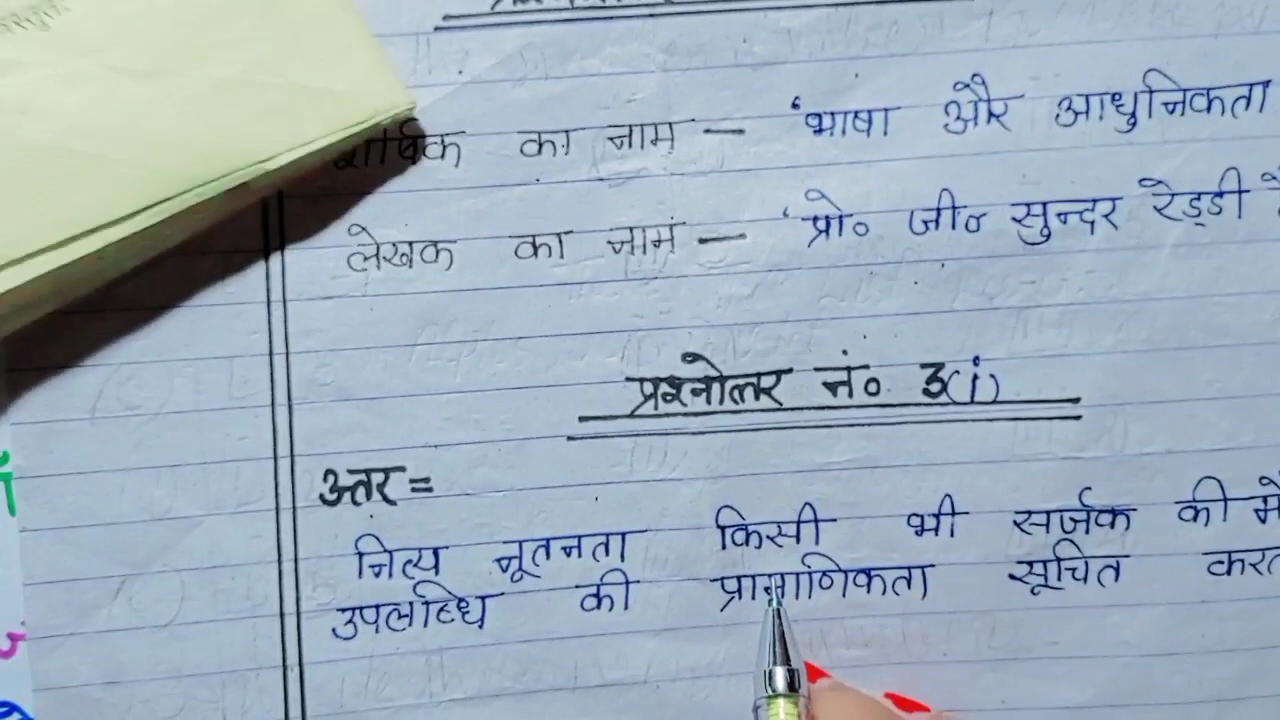 शीर्षक का नाम — ‘भाषा और आधुनिकता
लेखक का नाम — ‘प्रो० जी० सुन्दर रेड्डी
प्रश्नोत्तर नं० 3(i)
उत्तर =
नित्य नूतनता किसी भी सर्जक की
उपलब्धि की प्रामाणिकता सूचित